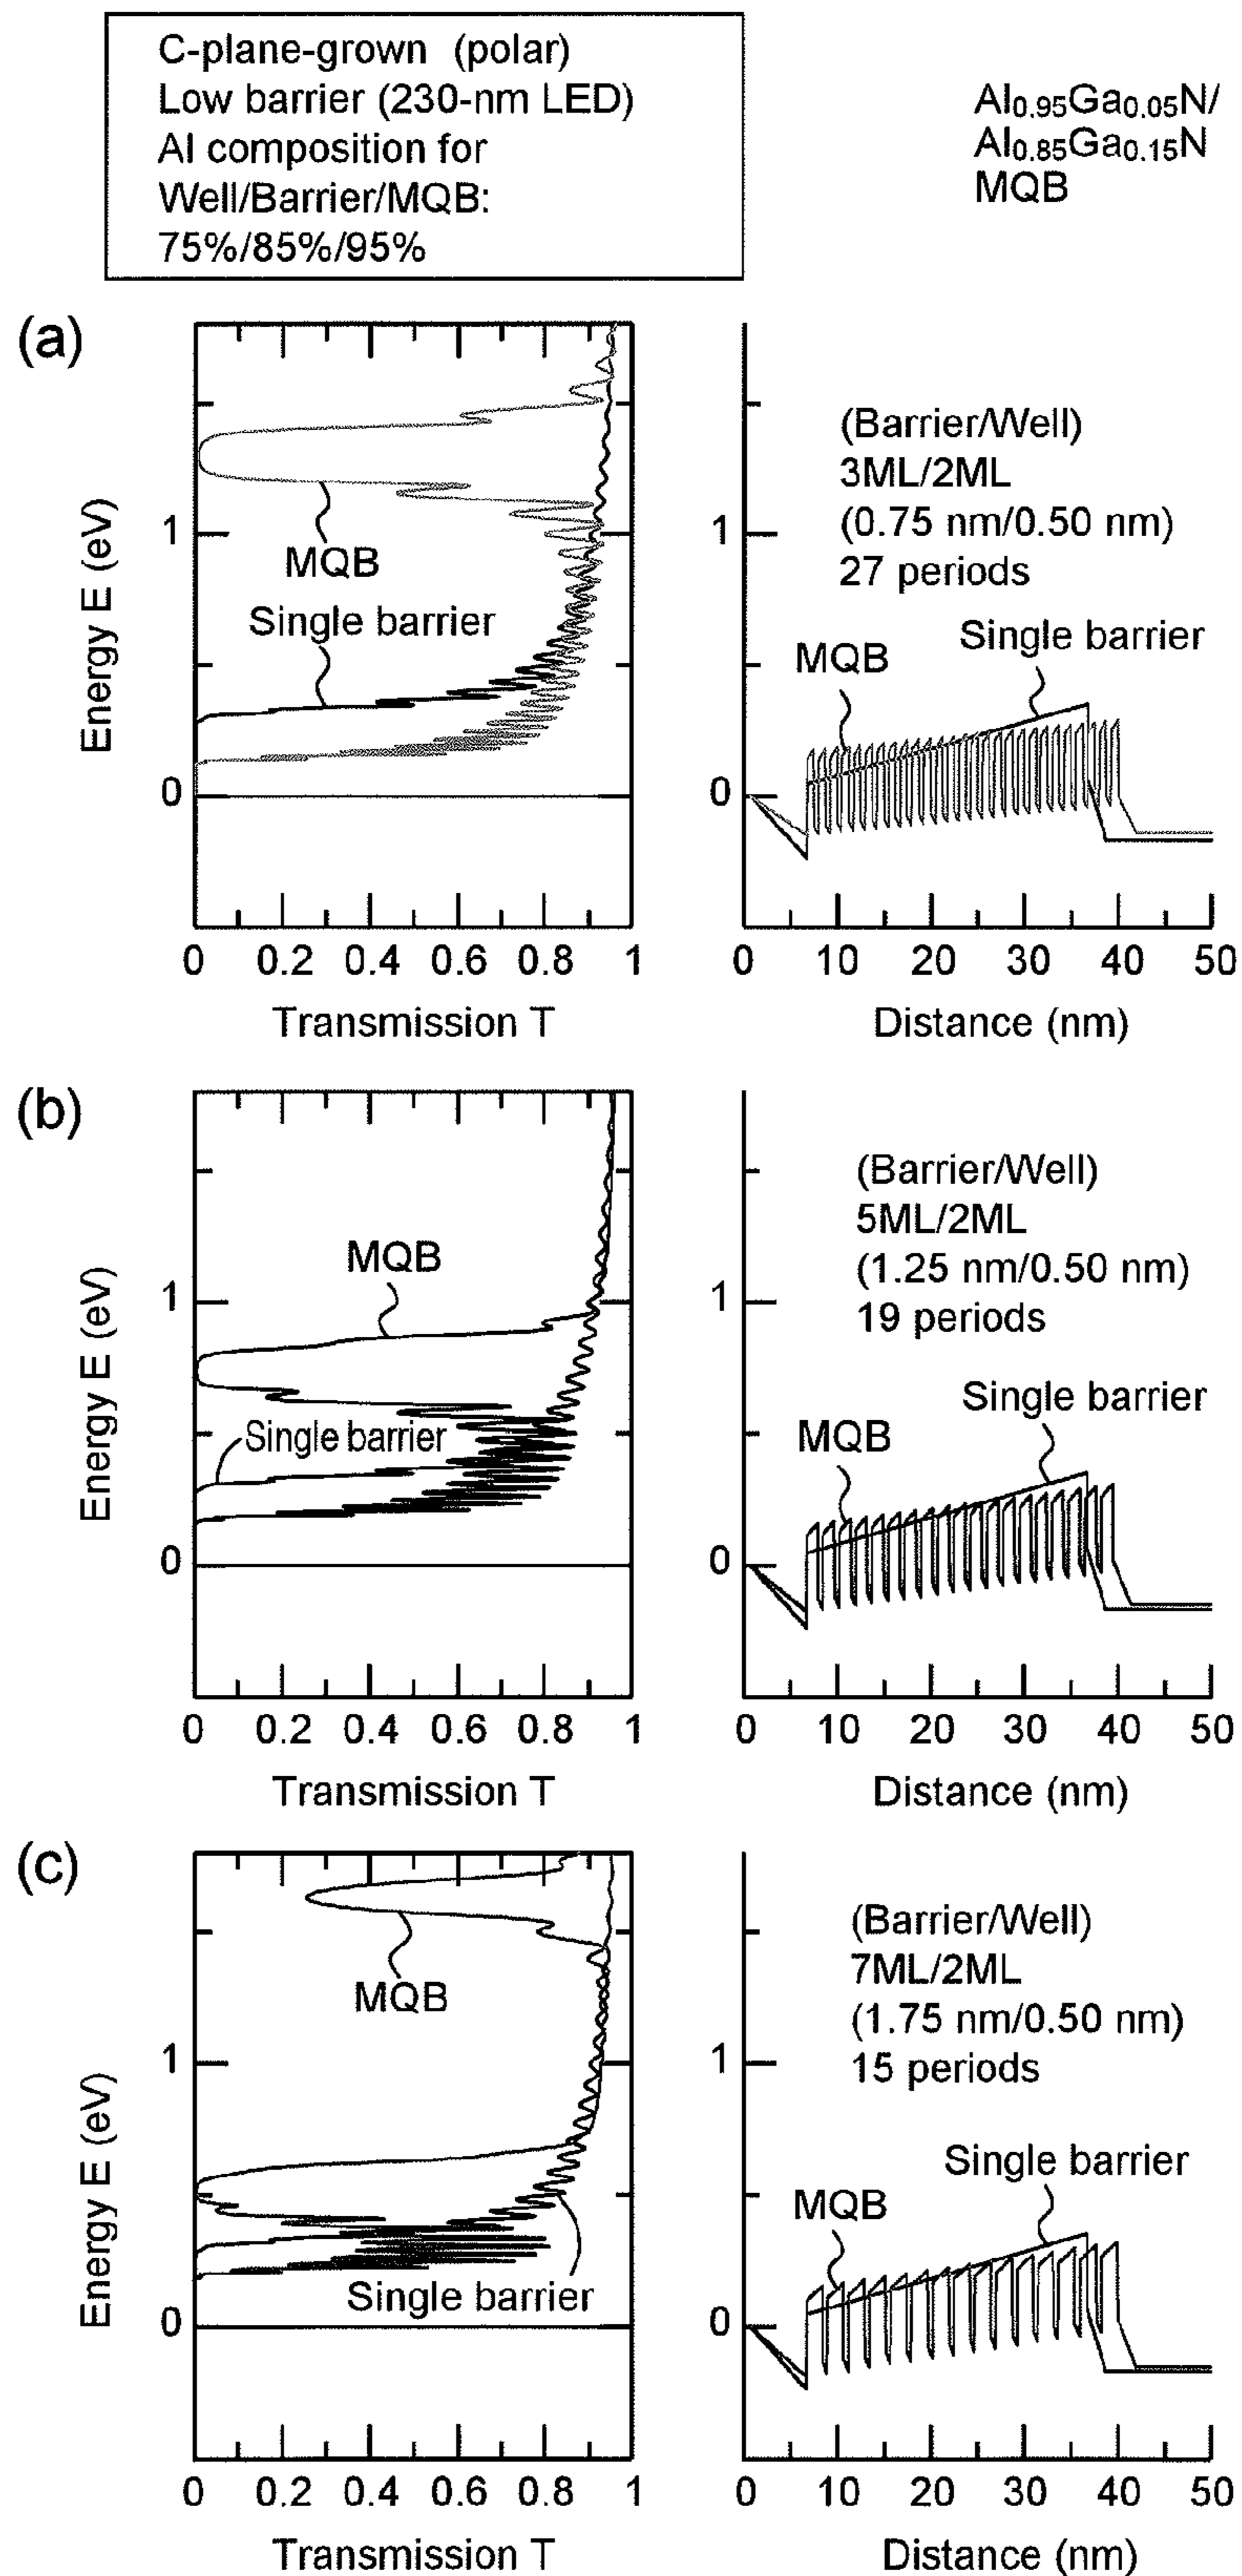 C-plane-grown (polar)
Low barrier (230-nm LED)
Al composition for
Well/Barrier/MQB:
75%/85%/95%
Al0.95Ga0.05N/
Al0.85Ga0.15N
MQB
(a)
Energy E (eV)
1
0
MQB
Single barrier
0 0.2 0.4 0.6 0.8 1
Transmission T
(Barrier/Well)
3ML/2ML
(0.75 nm/0.50 nm)
27 periods
1
0
MQB
Single barrier
0 10 20 30 40 50
Distance (nm)
(b)
Energy E (eV)
1
0
MQB
Single barrier
0 0.2 0.4 0.6 0.8 1
Transmission T
(Barrier/Well)
5ML/2ML
(1.25 nm/0.50 nm)
19 periods
1
0
MQB
Single barrier
0 10 20 30 40 50
Distance (nm)
(c)
Energy E (eV)
1
0
MQB
Single barrier
0 0.2 0.4 0.6 0.8 1
Transmission T
(Barrier/Well)
7ML/2ML
(1.75 nm/0.50 nm)
15 periods
1
0
MQB
Single barrier
0 10 20 30 40 50
Distance (nm)